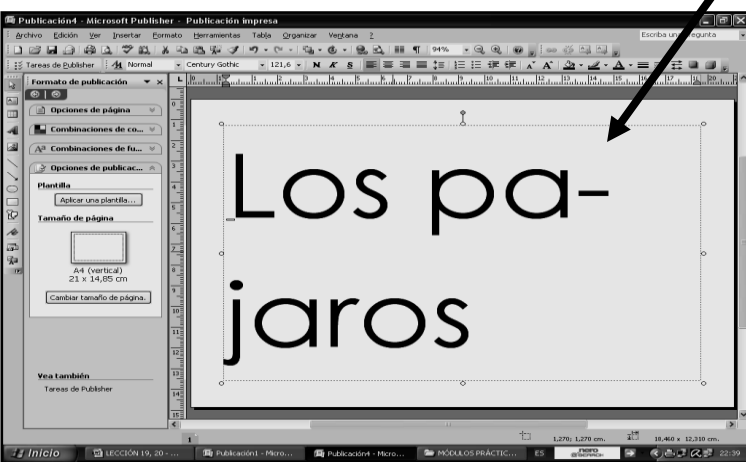 Publicación4 - Microsoft Publisher - Publicación impresa
Archivo Edición Ver Insertar Formato Herramientas Tabla Organizar Ventana ?
Escriba una pregunta
94%
Tareas de Publisher Normal Century Gothic 121,6 N K S
Formato de publicación
Opciones de página
Combinaciones de co...
Combinaciones de fu...
Opciones de publicac...
Plantilla
Aplicar una plantilla...
Tamaño de página
A4 (vertical)
21 x 14,85 cm
Cambiar tamaño de página.
Vea también
Tareas de Publisher
Los pa-
jaros
1
1,270; 1,270 cm. 18,460 x 12,310 cm.
Inicio LECCIÓN 19, 20 - ... Publicación1 - Micro... Publicación4 - Micro... MÓDULOS PRÁCTIC... ES nero SEARCH 22:39